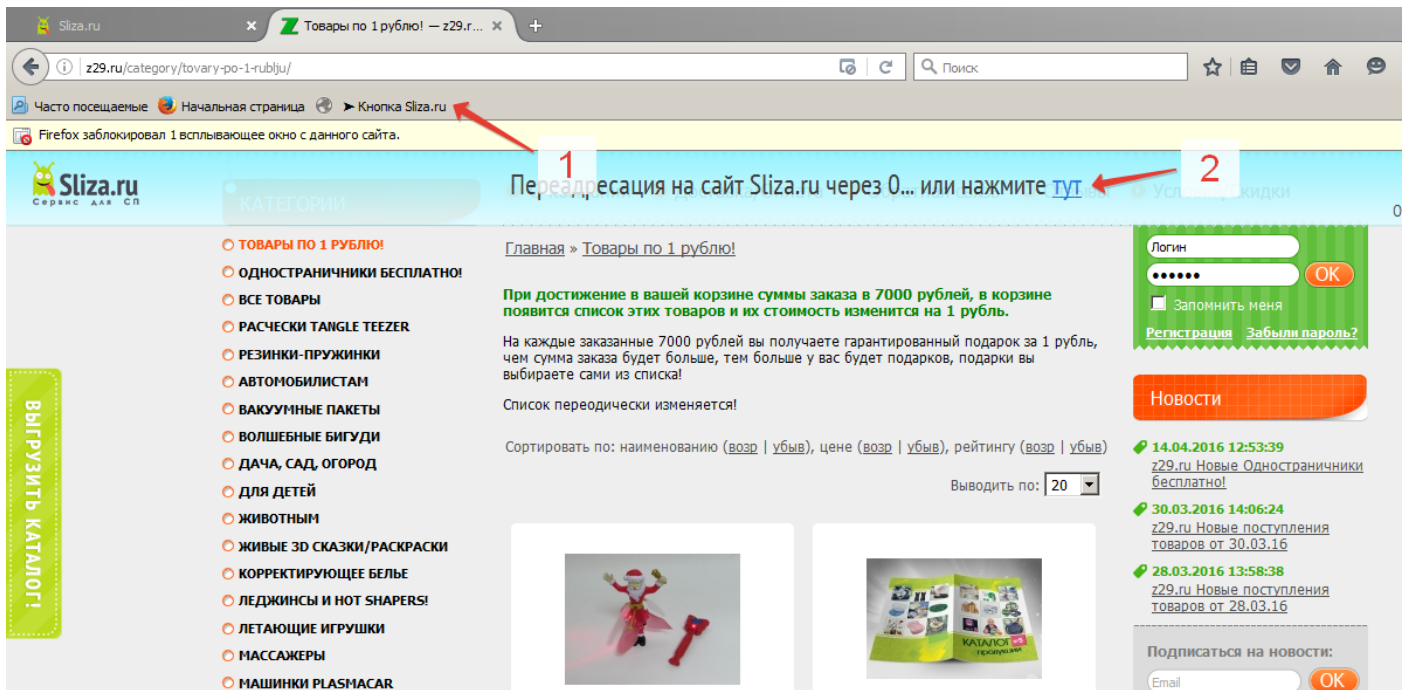 Sliza.ru
Товары по 1 рублю! — z29.r...
z29.ru/category/tovary-po-1-rublju/
Поиск
Часто посещаемые
Начальная страница
➤ Кнопка Sliza.ru
Firefox заблокировал 1 всплывающее окно с данного сайта.
1
2
Sliza.ru
Сервис для СП
Переадресация на сайт Sliza.ru через 0... или нажмите тут
0
КАТЕГОРИИ
ТОВАРЫ ПО 1 РУБЛЮ!
ОДНОСТРАНИЧНИКИ БЕСПЛАТНО!
ВСЕ ТОВАРЫ
РАСЧЕСКИ TANGLE TEEZER
РЕЗИНКИ-ПРУЖИНКИ
АВТОМОБИЛИСТАМ
ВАКУУМНЫЕ ПАКЕТЫ
ВОЛШЕБНЫЕ БИГУДИ
ДАЧА, САД, ОГОРОД
ДЛЯ ДЕТЕЙ
ЖИВОТНЫМ
ЖИВЫЕ 3D СКАЗКИ/РАСКРАСКИ
КОРРЕКТИРУЮЩЕЕ БЕЛЬЕ
ЛЕДЖИНСЫ И HOT SHAPERS!
ЛЕТАЮЩИЕ ИГРУШКИ
МАССАЖЕРЫ
МАШИНКИ PLASMACAR
ВЫГРУЗИТЬ КАТАЛОГ!
Главная » Товары по 1 рублю!
При достижение в вашей корзине суммы заказа в 7000 рублей, в корзине
появится список этих товаров и их стоимость изменится на 1 рубль.
На каждые заказанные 7000 рублей вы получаете гарантированный подарок за 1 рубль,
чем сумма заказа будет больше, тем больше у вас будет подарков, подарки вы
выбираете сами из списка!
Список переодически изменяется!
Сортировать по: наименованию (возр | убыв), цене (возр | убыв), рейтингу (возр | убыв)
Выводить по: 20
КАТАЛОГ
продукции
Логин
OK
Запомнить меня
Регистрация Забыли пароль?
Новости
14.04.2016 12:53:39
z29.ru Новые Одностраничники
бесплатно!
30.03.2016 14:06:24
z29.ru Новые поступления
товаров от 30.03.16
28.03.2016 13:58:38
z29.ru Новые поступления
товаров от 28.03.16
Подписаться на новости:
Email
OK